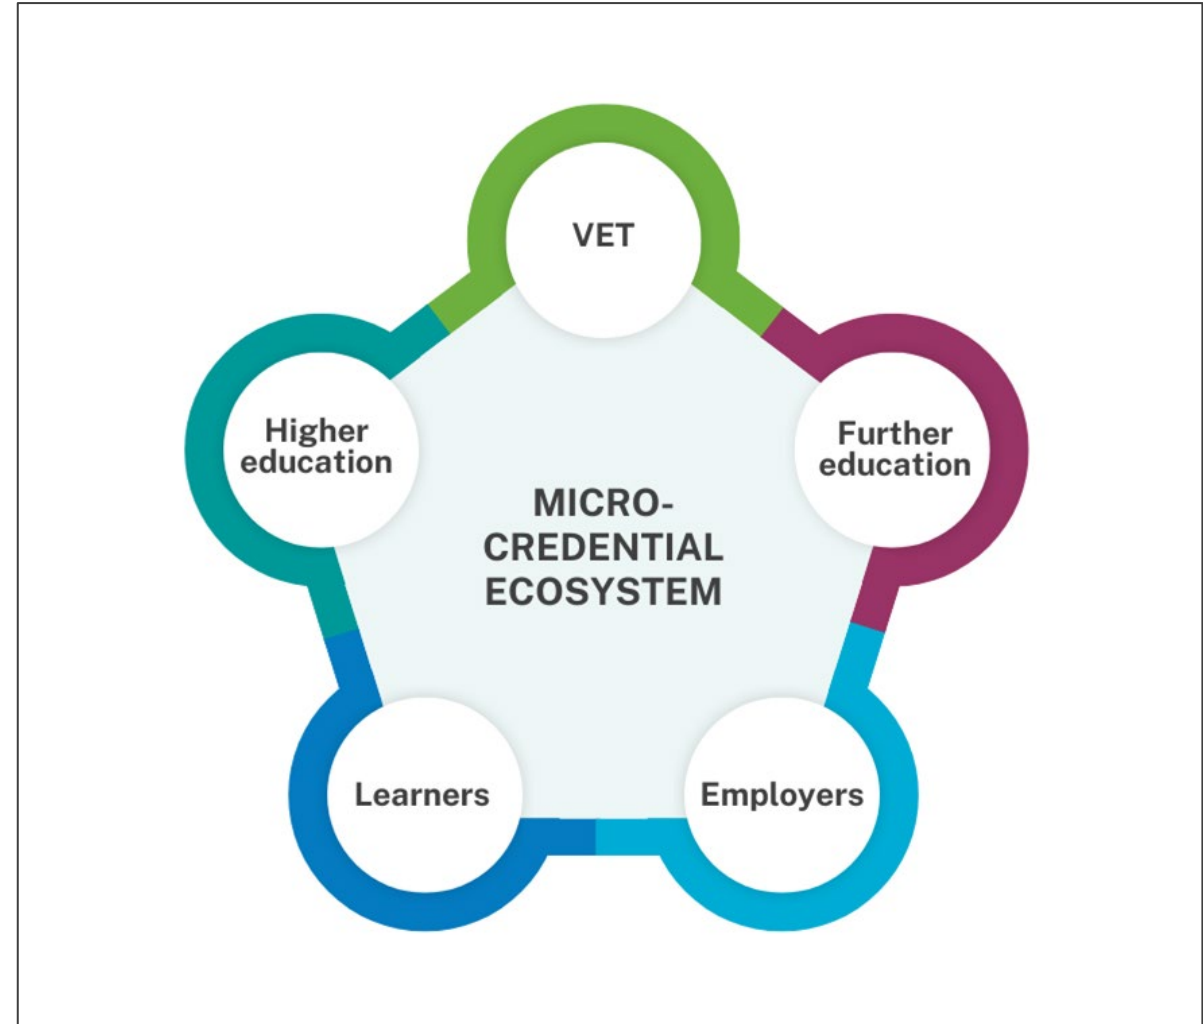 VET
Higher
education
Further
education
MICRO-
CREDENTIAL
ECOSYSTEM
Learners
Employers